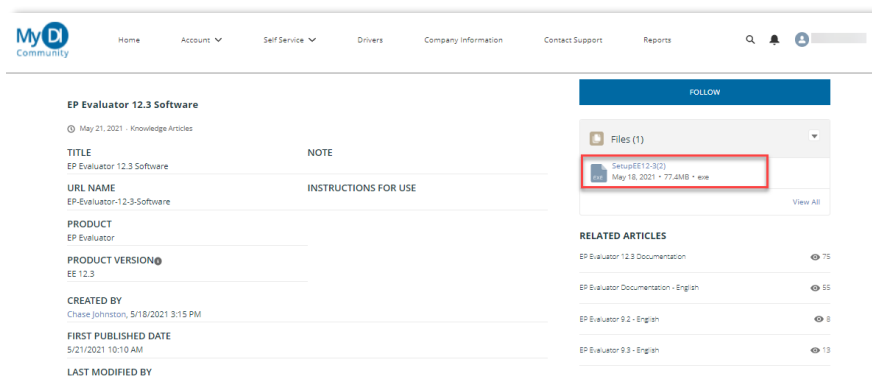 My DI
Community
Home
Account
Self Service
Drivers
Company Information
Contact Support
Reports
EP Evaluator 12.3 Software
May 21, 2021 - Knowledge Articles
TITLE
EP Evaluator 12.3 Software
NOTE
URL NAME
EP-Evaluator-12-3-Software
INSTRUCTIONS FOR USE
PRODUCT
EP Evaluator
PRODUCT VERSION
EE 12.3
CREATED BY
Chase Johnston, 5/18/2021 3:15 PM
FIRST PUBLISHED DATE
5/21/2021 10:10 AM
LAST MODIFIED BY
FOLLOW
Files (1)
SetupEE12-3(2)
May 18, 2021 • 77.4MB • exe
View All
RELATED ARTICLES
EP Evaluator 12.3 Documentation 75
EP Evaluator Documentation - English 55
EP Evaluator 9.2 - English 8
EP Evaluator 9.3 - English 13